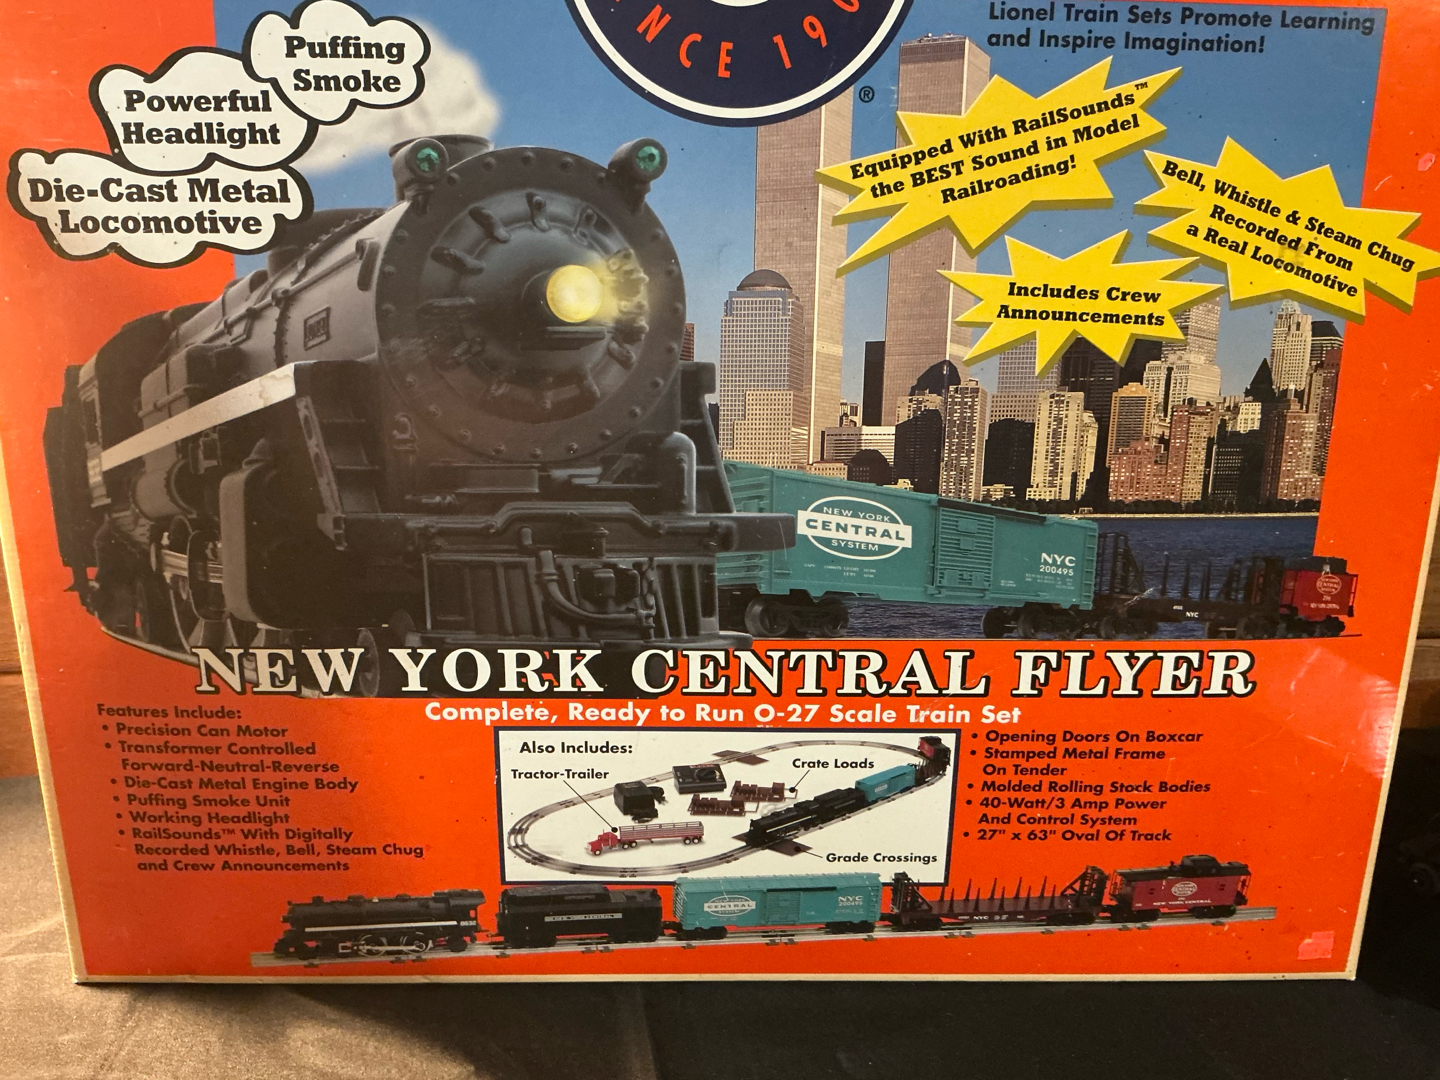 INCE 190
®
Lionel Train Sets Promote Learning
and Inspire Imagination!
Puffing
Smoke
Powerful
Headlight
Die-Cast Metal
Locomotive
Equipped With RailSounds™
the BEST Sound in Model
Railroading!
Bell, Whistle & Steam Chug
Recorded From
a Real Locomotive
Includes Crew
Announcements
NEW YORK
CENTRAL
SYSTEM
NYC
200495
NYC
NEW YORK CENTRAL FLYER
Complete, Ready to Run O-27 Scale Train Set
Features Include:
• Precision Can Motor
• Transformer Controlled
Forward-Neutral-Reverse
• Die-Cast Metal Engine Body
• Puffing Smoke Unit
• Working Headlight
• RailSounds™ With Digitally
Recorded Whistle, Bell, Steam Chug
and Crew Announcements
Also Includes:
Tractor-Trailer
Crate Loads
Grade Crossings
• Opening Doors On Boxcar
• Stamped Metal Frame
On Tender
• Molded Rolling Stock Bodies
• 40-Watt/3 Amp Power
And Control System
• 27" x 63" Oval Of Track
CENTRAL
NYC
200495
NYC
NEW YORK CENTRAL